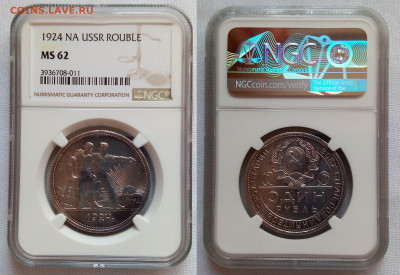 COINS.LAVE.RU
1924 NA USSR ROUBLE
MS 62
3936708-011
NUMISMATIC GUARANTY CORPORATION
NGC
1924
NGC
NGCcoin.com/verify
ОДИН
РУБЛЬ